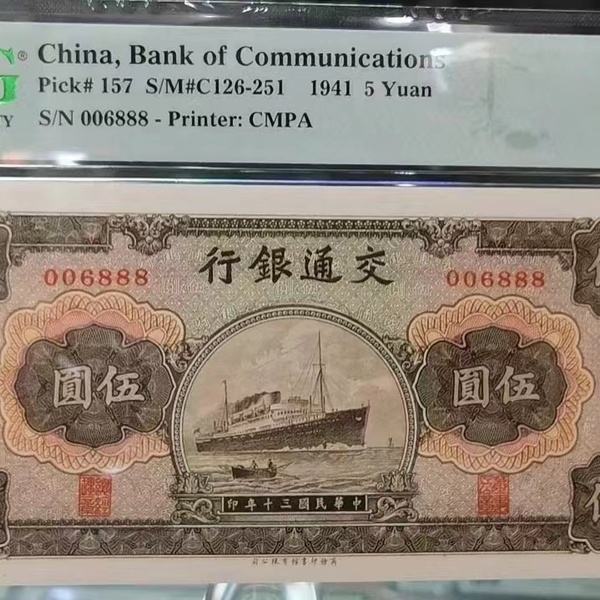 China, Bank of Communications
Pick# 157 S/M#C126-251 1941 5 Yuan
TY S/N 006888 - Printer: CMPA
交通銀行
006888 006888
伍圓 伍圓
中華民國三十年印